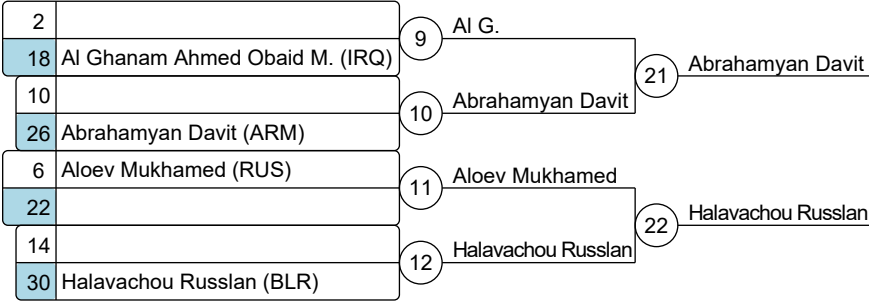 2
18 Al Ghanam Ahmed Obaid M. (IRQ)
9 Al G.
10
26 Abrahamyan Davit (ARM)
10 Abrahamyan Davit
21 Abrahamyan Davit
6 Aloev Mukhamed (RUS)
22
11 Aloev Mukhamed
14
30 Halavachou Russlan (BLR)
12 Halavachou Russlan
22 Halavachou Russlan